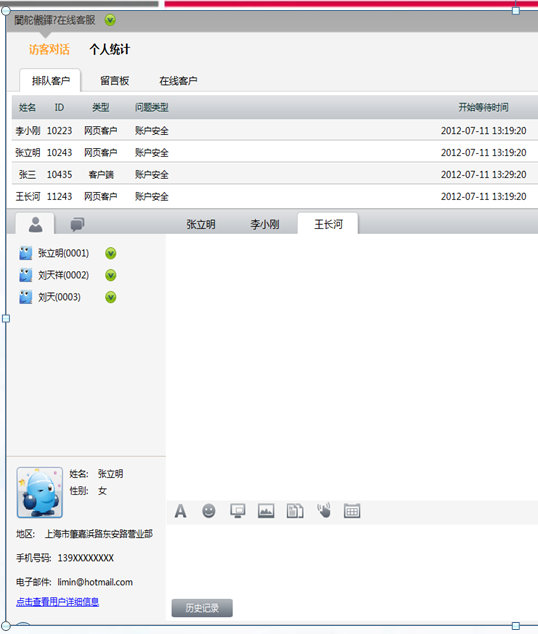 在线客服
访客对话 个人统计
排队客户 留言板 在线客户
姓名 ID 类型 问题类型 开始等待时间
李小刚 10223 网页客户 账户安全 2012-07-11 13:19:20
张立明 10243 网页客户 账户安全 2012-07-11 13:19:20
张三 10435 客户端 账户安全 2012-07-11 13:29:20
王长河 11243 网页客户 账户安全 2012-07-11 13:19:20
张立明 李小刚 王长河
张立明(0001)
刘天祥(0002)
刘天(0003)
姓名: 张立明
性别: 女
地区: 上海市肇嘉浜路东安路营业部
手机号码: 139XXXXXXXX
电子邮件: limin@hotmail.com
点击查看用户详细信息
历史记录